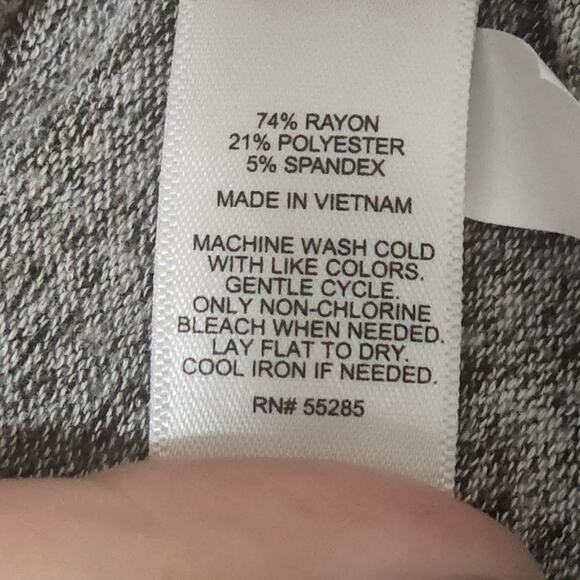 74% RAYON
21% POLYESTER
5% SPANDEX
MADE IN VIETNAM
MACHINE WASH COLD
WITH LIKE COLORS.
GENTLE CYCLE.
ONLY NON-CHLORINE
BLEACH WHEN NEEDED.
LAY FLAT TO DRY.
COOL IRON IF NEEDED.
RN# 55285